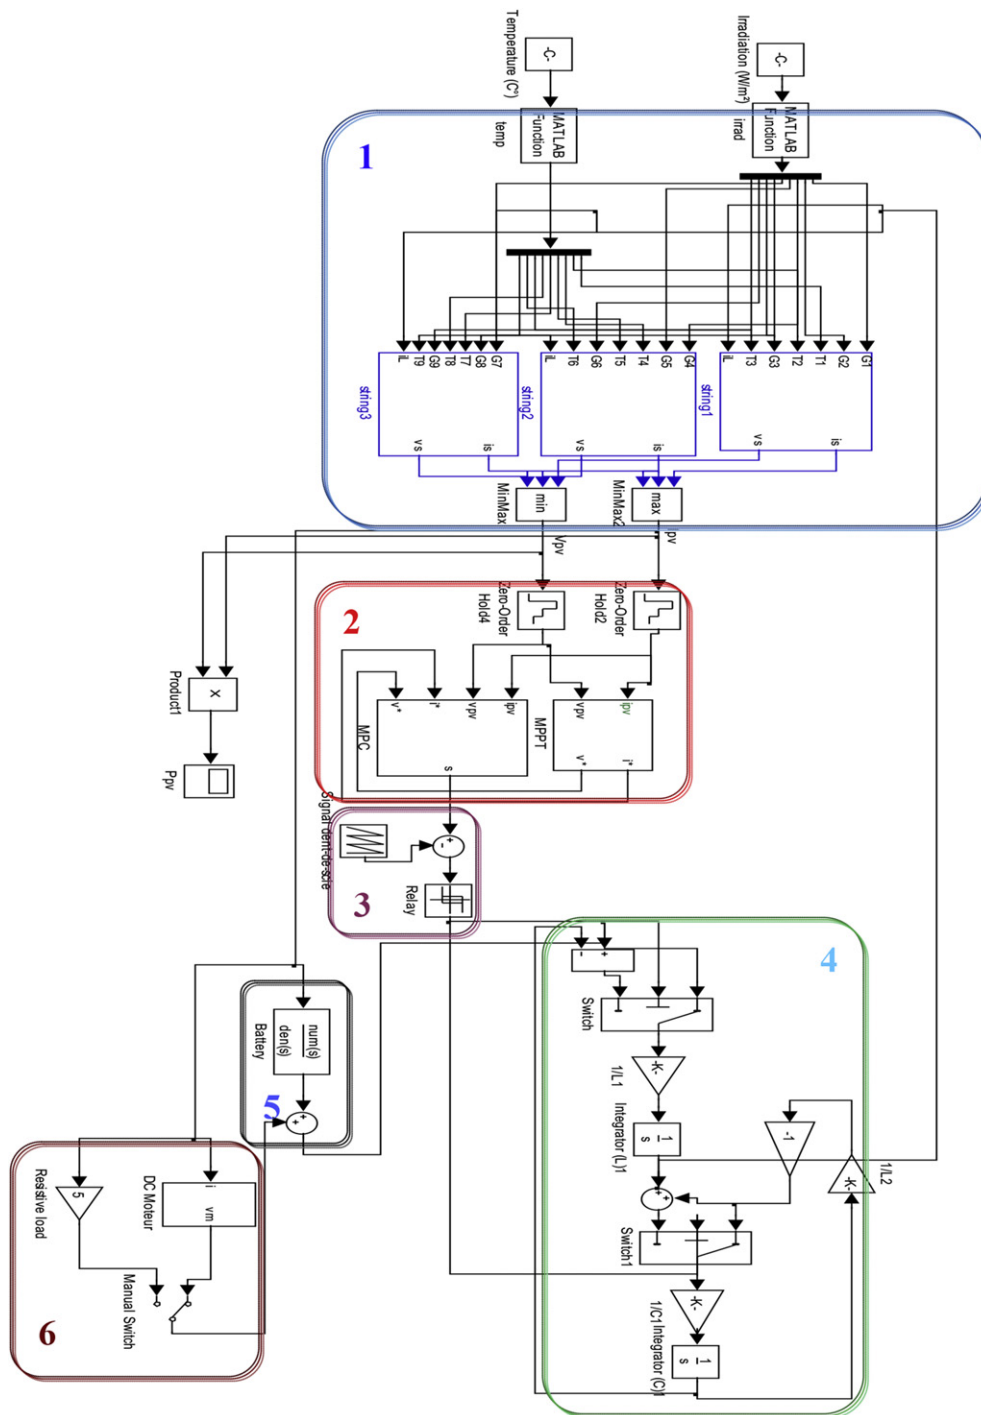 -C-
Temperature (C°)
-C-
Irradiation (W/m²)
MATLAB
Function
temp
MATLAB
Function
irrad
1
iL
T9
G9
T8
T7
G8
G7
vs
is
string3
iL
T6
G6
T5
T4
G5
G4
vs
is
string2
iL
T3
G3
T2
T1
G2
G1
vs
is
string1
min
MinMax
max
MinMax2
Vpv
Ipv
2
Zero-Order
Hold4
Zero-Order
Hold2
v*
i*
vpv
ipv
s
MPC
vpv
ipv
v*
i*
MPPT
X
Product1
Ppv
3
Signal dent-de-scie
+
-
Relay
4
-
+
Switch
-K-
1/L1
1
s
Integrator (L)1
+
+
-1
-K-
1/L2
Switch1
-K-
1/C1
1
s
Integrator (C)1
num(s)
den(s)
Battery
5
+
+
6
5
Resistive load
i
vm
DC Moteur
Manual Switch